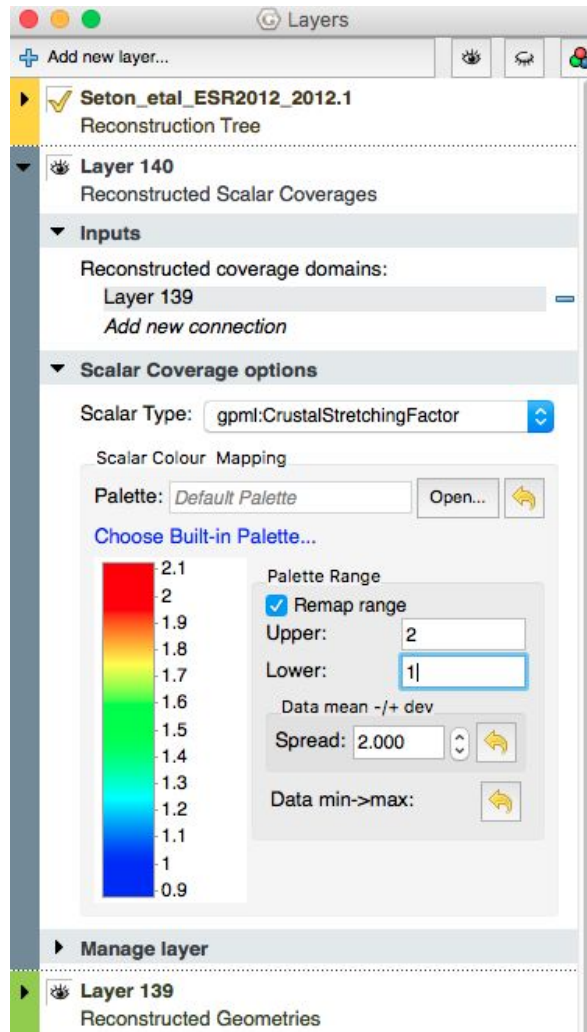 Layers
Add new layer...
Seton_etal_ESR2012_2012.1
Reconstruction Tree
Layer 140
Reconstructed Scalar Coverages
Inputs
Reconstructed coverage domains:
Layer 139
Add new connection
Scalar Coverage options
Scalar Type: gpml:CrustalStretchingFactor
Scalar Colour Mapping
Palette: Default Palette Open...
Choose Built-in Palette...
2.1
2
1.9
1.8
1.7
1.6
1.5
1.4
1.3
1.2
1.1
1
0.9
Palette Range
Remap range
Upper: 2
Lower: 1
Data mean -/+ dev
Spread: 2.000
Data min->max:
Manage layer
Layer 139
Reconstructed Geometries